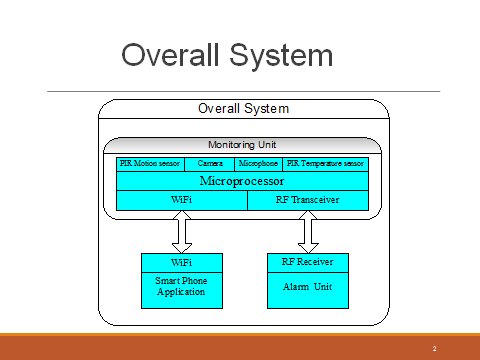 Overall System
Overall System
Monitoring Unit
PIR Motion sensor Camera Microphone PIR Temperature sensor
Microprocessor
WiFi RF Transceiver
WiFi RF Receiver
Smart Phone
Application
Alarm Unit
2